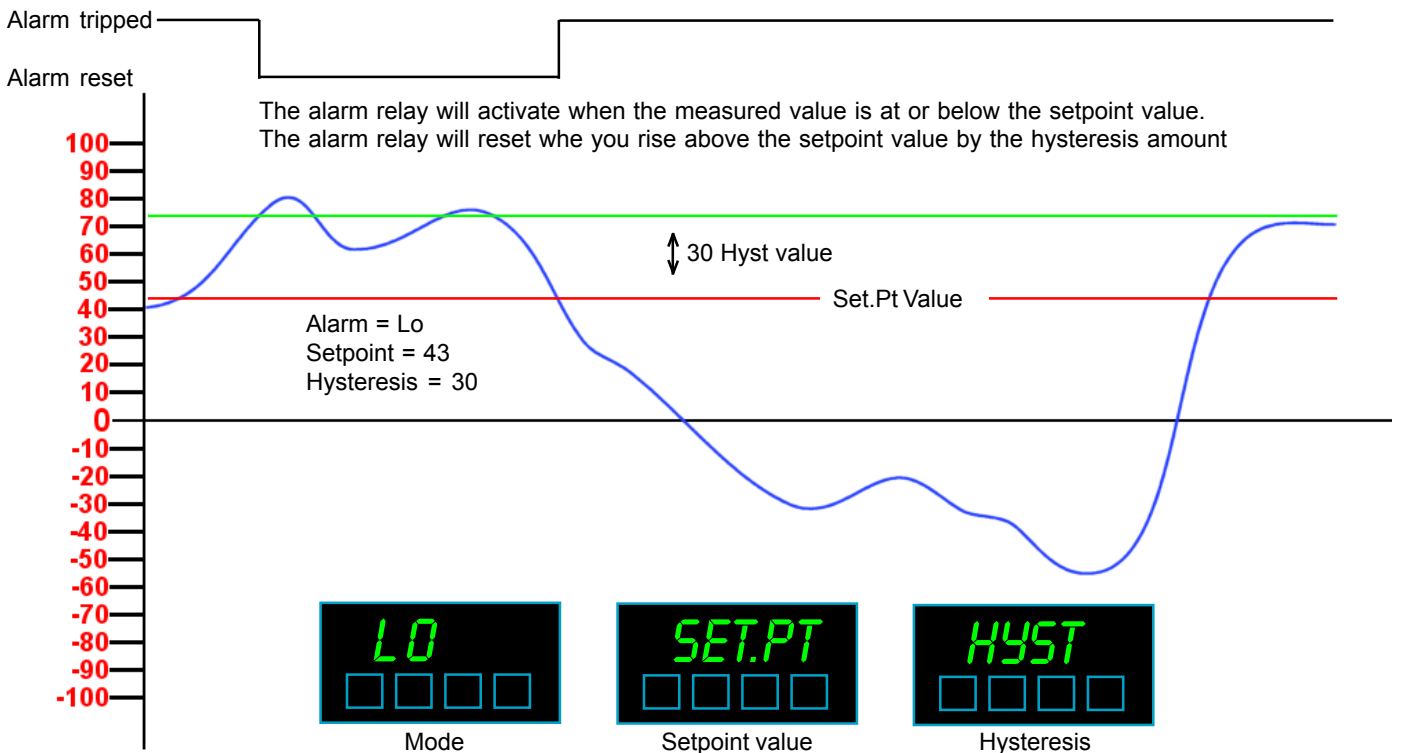 Alarm tripped
Alarm reset
The alarm relay will activate when the measured value is at or below the setpoint value.
The alarm relay will reset whe you rise above the setpoint value by the hysteresis amount
100
90
80
70
60
50
40
30
20
10
0
-10
-20
-30
-40
-50
-60
-70
-80
-90
-100
30 Hyst value
Set.Pt Value
Alarm = Lo
Setpoint = 43
Hysteresis = 30
LO
SET.PT
HYST
Mode
Setpoint value
Hysteresis